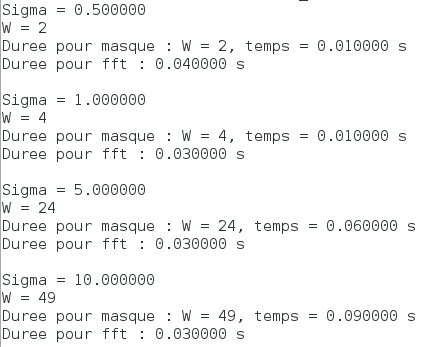 Sigma = 0.500000
W = 2
Duree pour masque : W = 2, temps = 0.010000 s
Duree pour fft : 0.040000 s
Sigma = 1.000000
W = 4
Duree pour masque : W = 4, temps = 0.010000 s
Duree pour fft : 0.030000 s
Sigma = 5.000000
W = 24
Duree pour masque : W = 24, temps = 0.060000 s
Duree pour fft : 0.030000 s
Sigma = 10.000000
W = 49
Duree pour masque : W = 49, temps = 0.090000 s
Duree pour fft : 0.030000 s